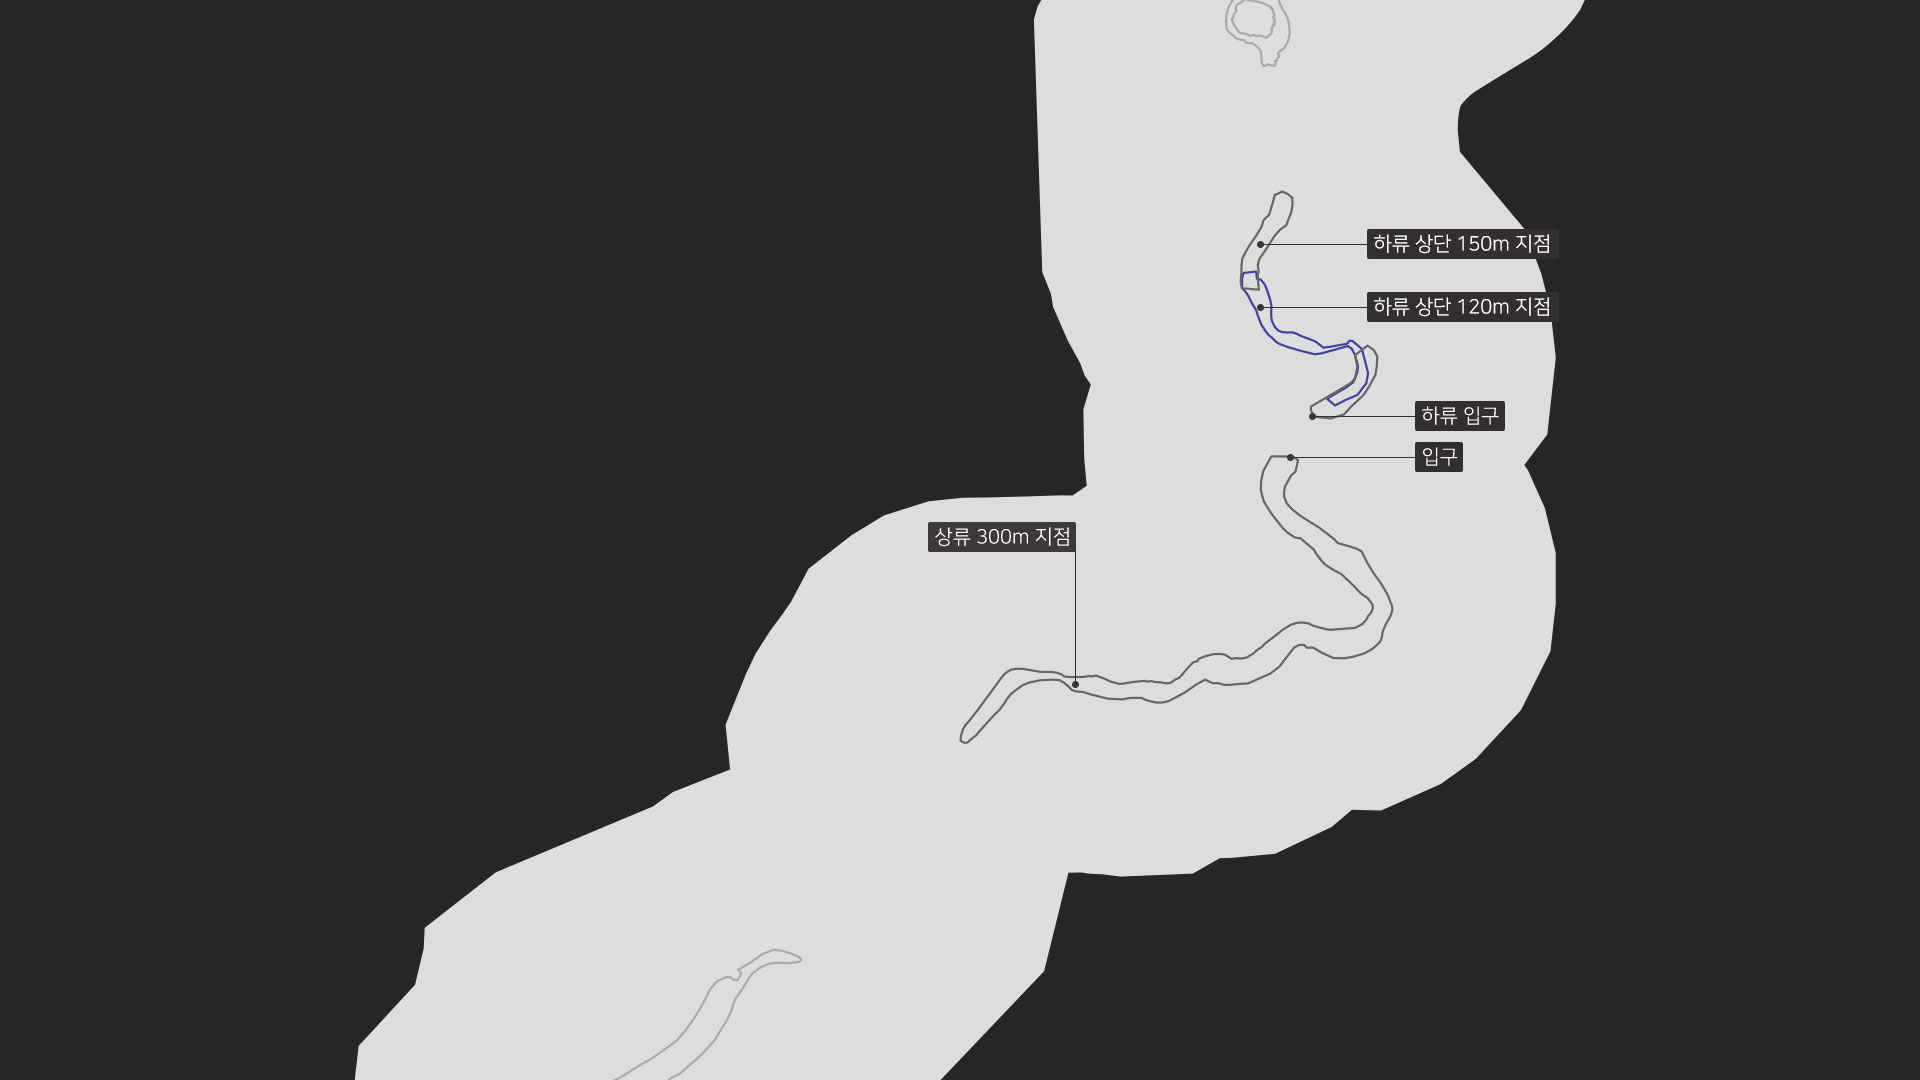 하류 상단 150m 지점
하류 상단 120m 지점
하류 입구
입구
상류 300m 지점